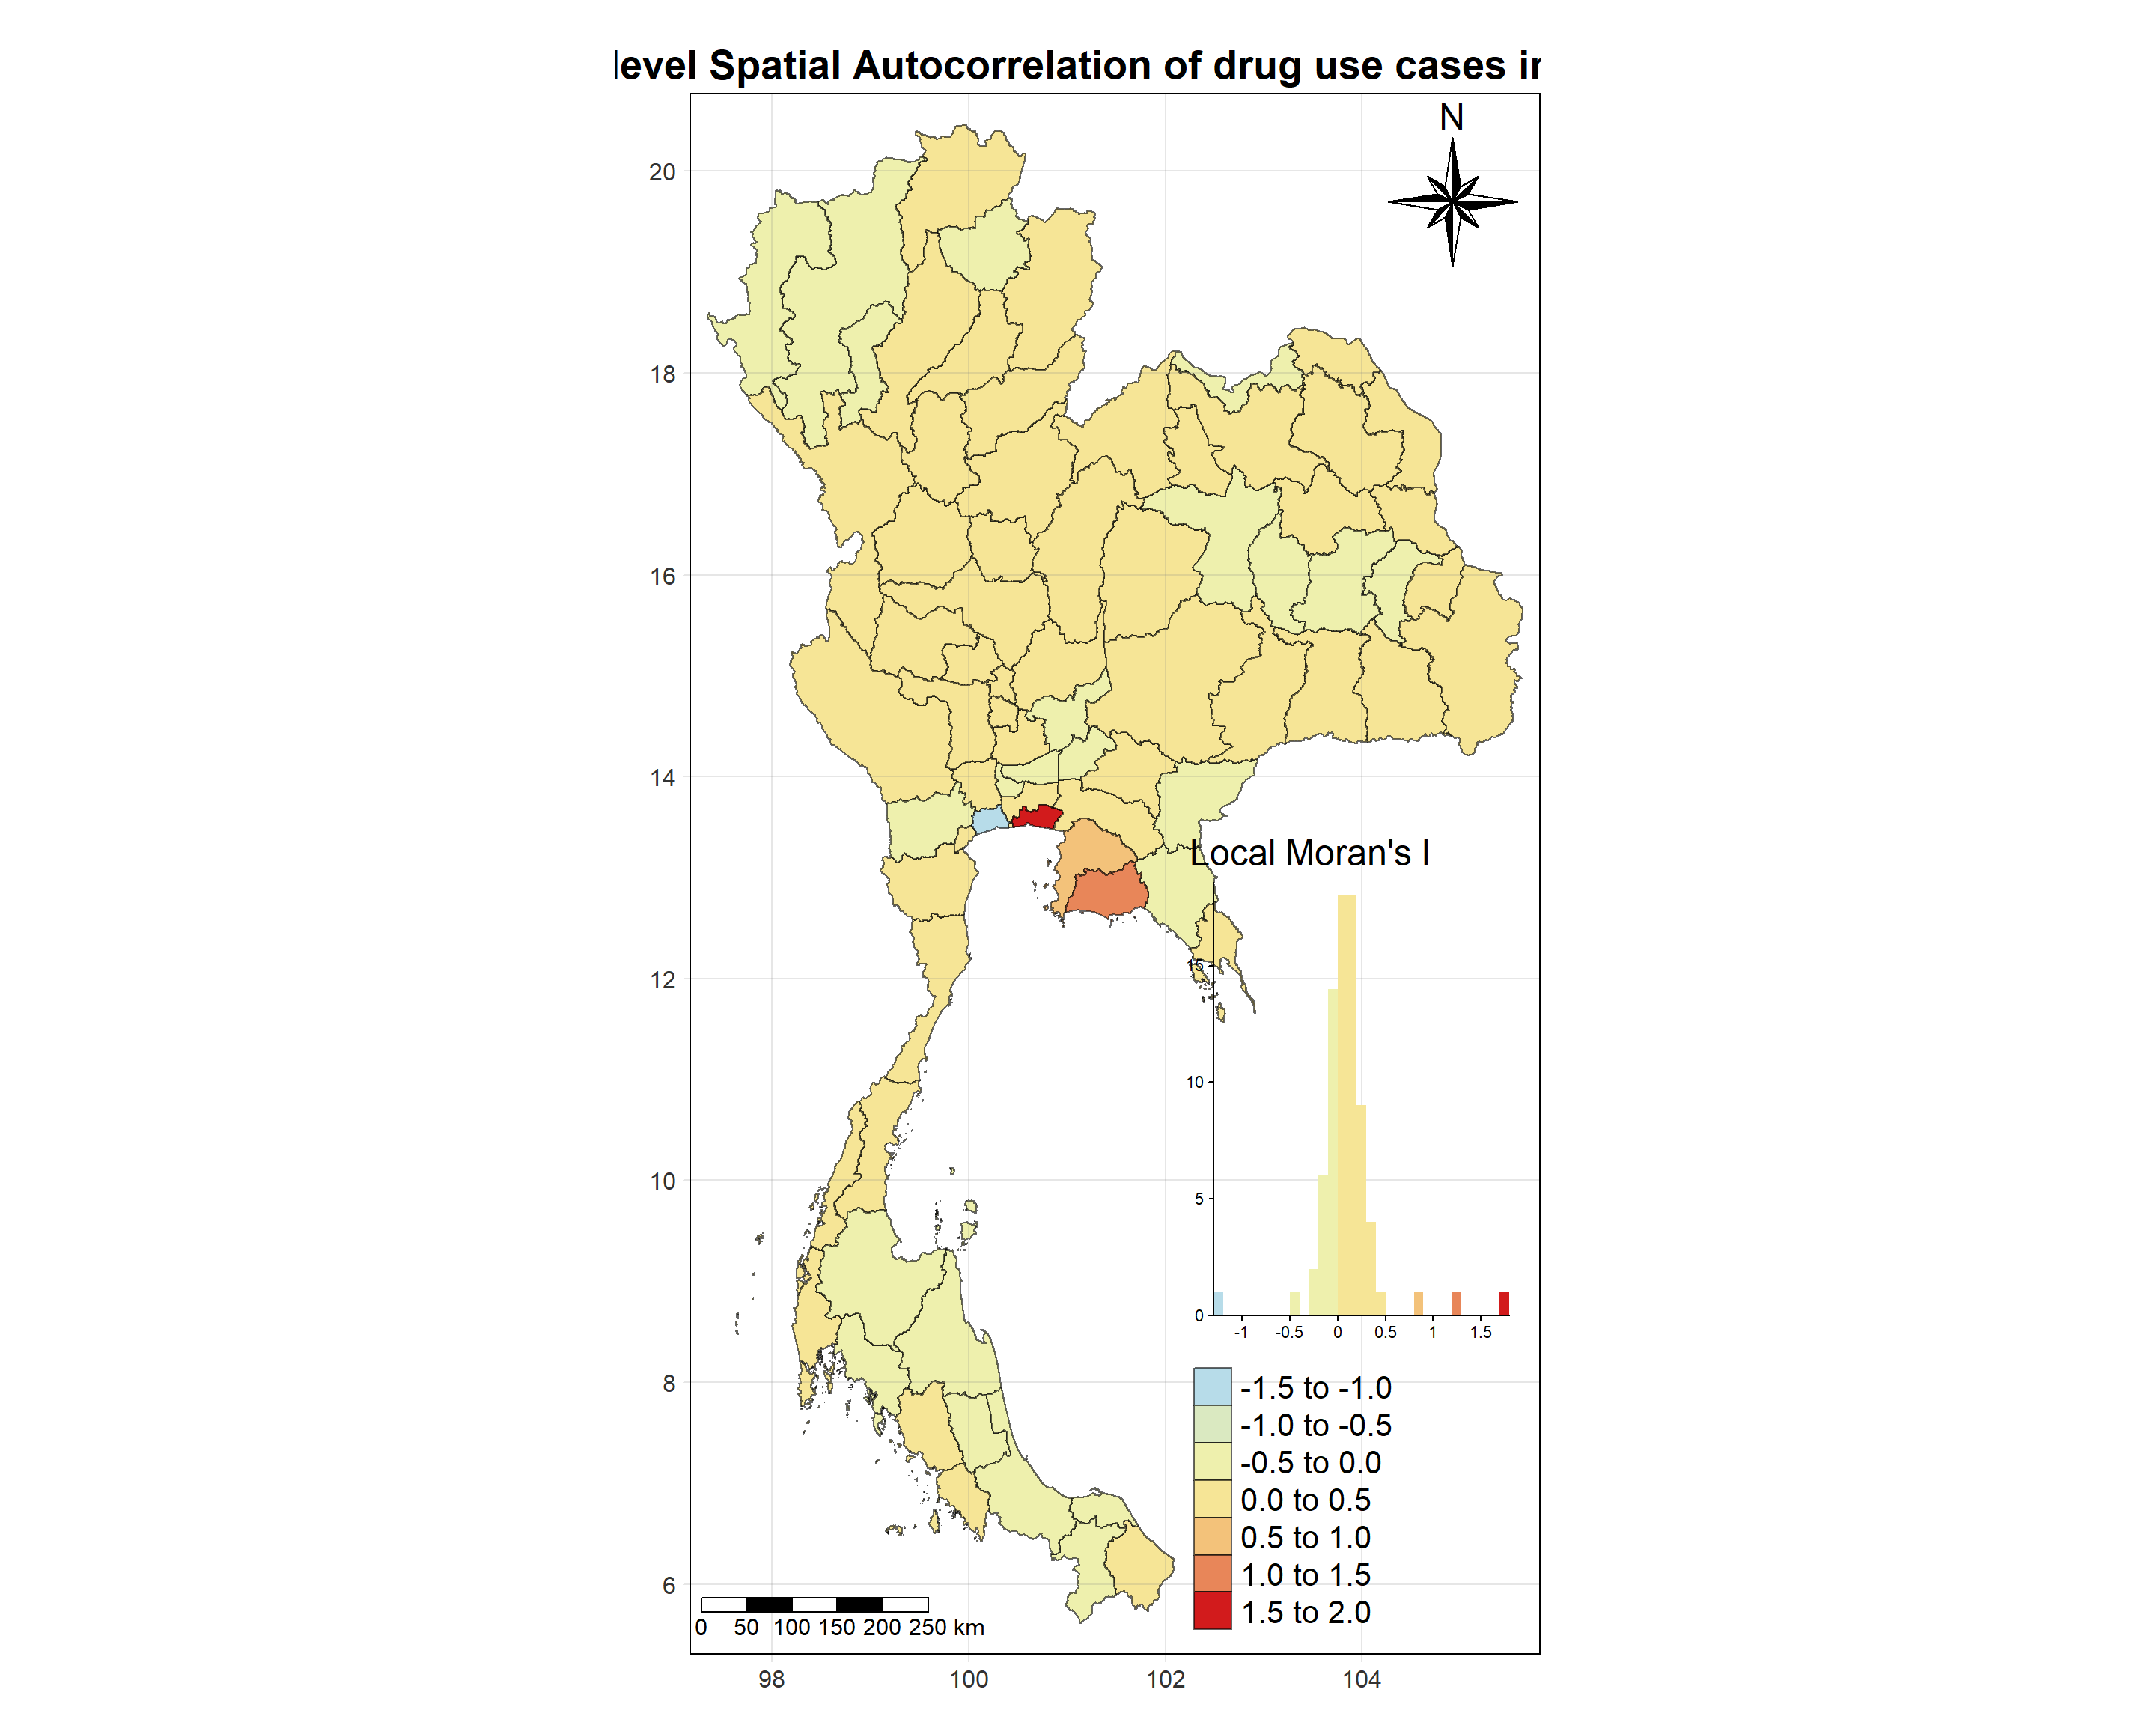 level Spatial Autocorrelation of drug use cases in
N
20
18
16
14
12
10
8
6
98
100
102
104
Local Moran's I
15
10
5
0
-1
-0.5
0
0.5
1
1.5
-1.5 to -1.0
-1.0 to -0.5
-0.5 to 0.0
0.0 to 0.5
0.5 to 1.0
1.0 to 1.5
1.5 to 2.0
0 50 100 150 200 250 km